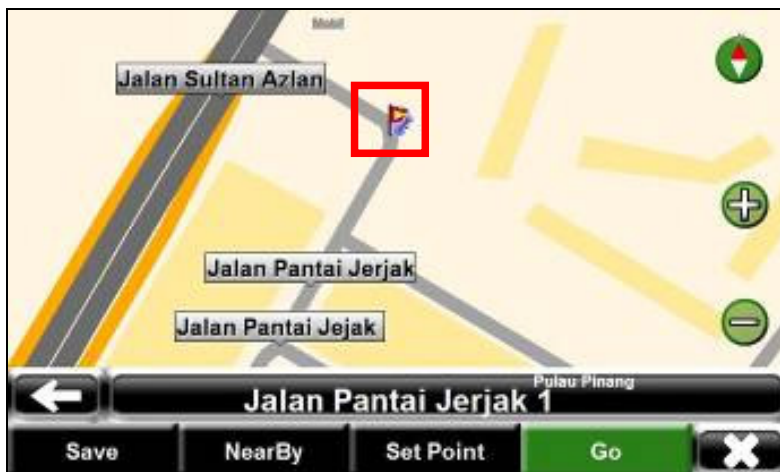 Mobil
Jalan Sultan Azlan
Jalan Pantai Jerjak
Jalan Pantai Jejak
Pulau Pinang
Jalan Pantai Jerjak 1
Save
NearBy
Set Point
Go